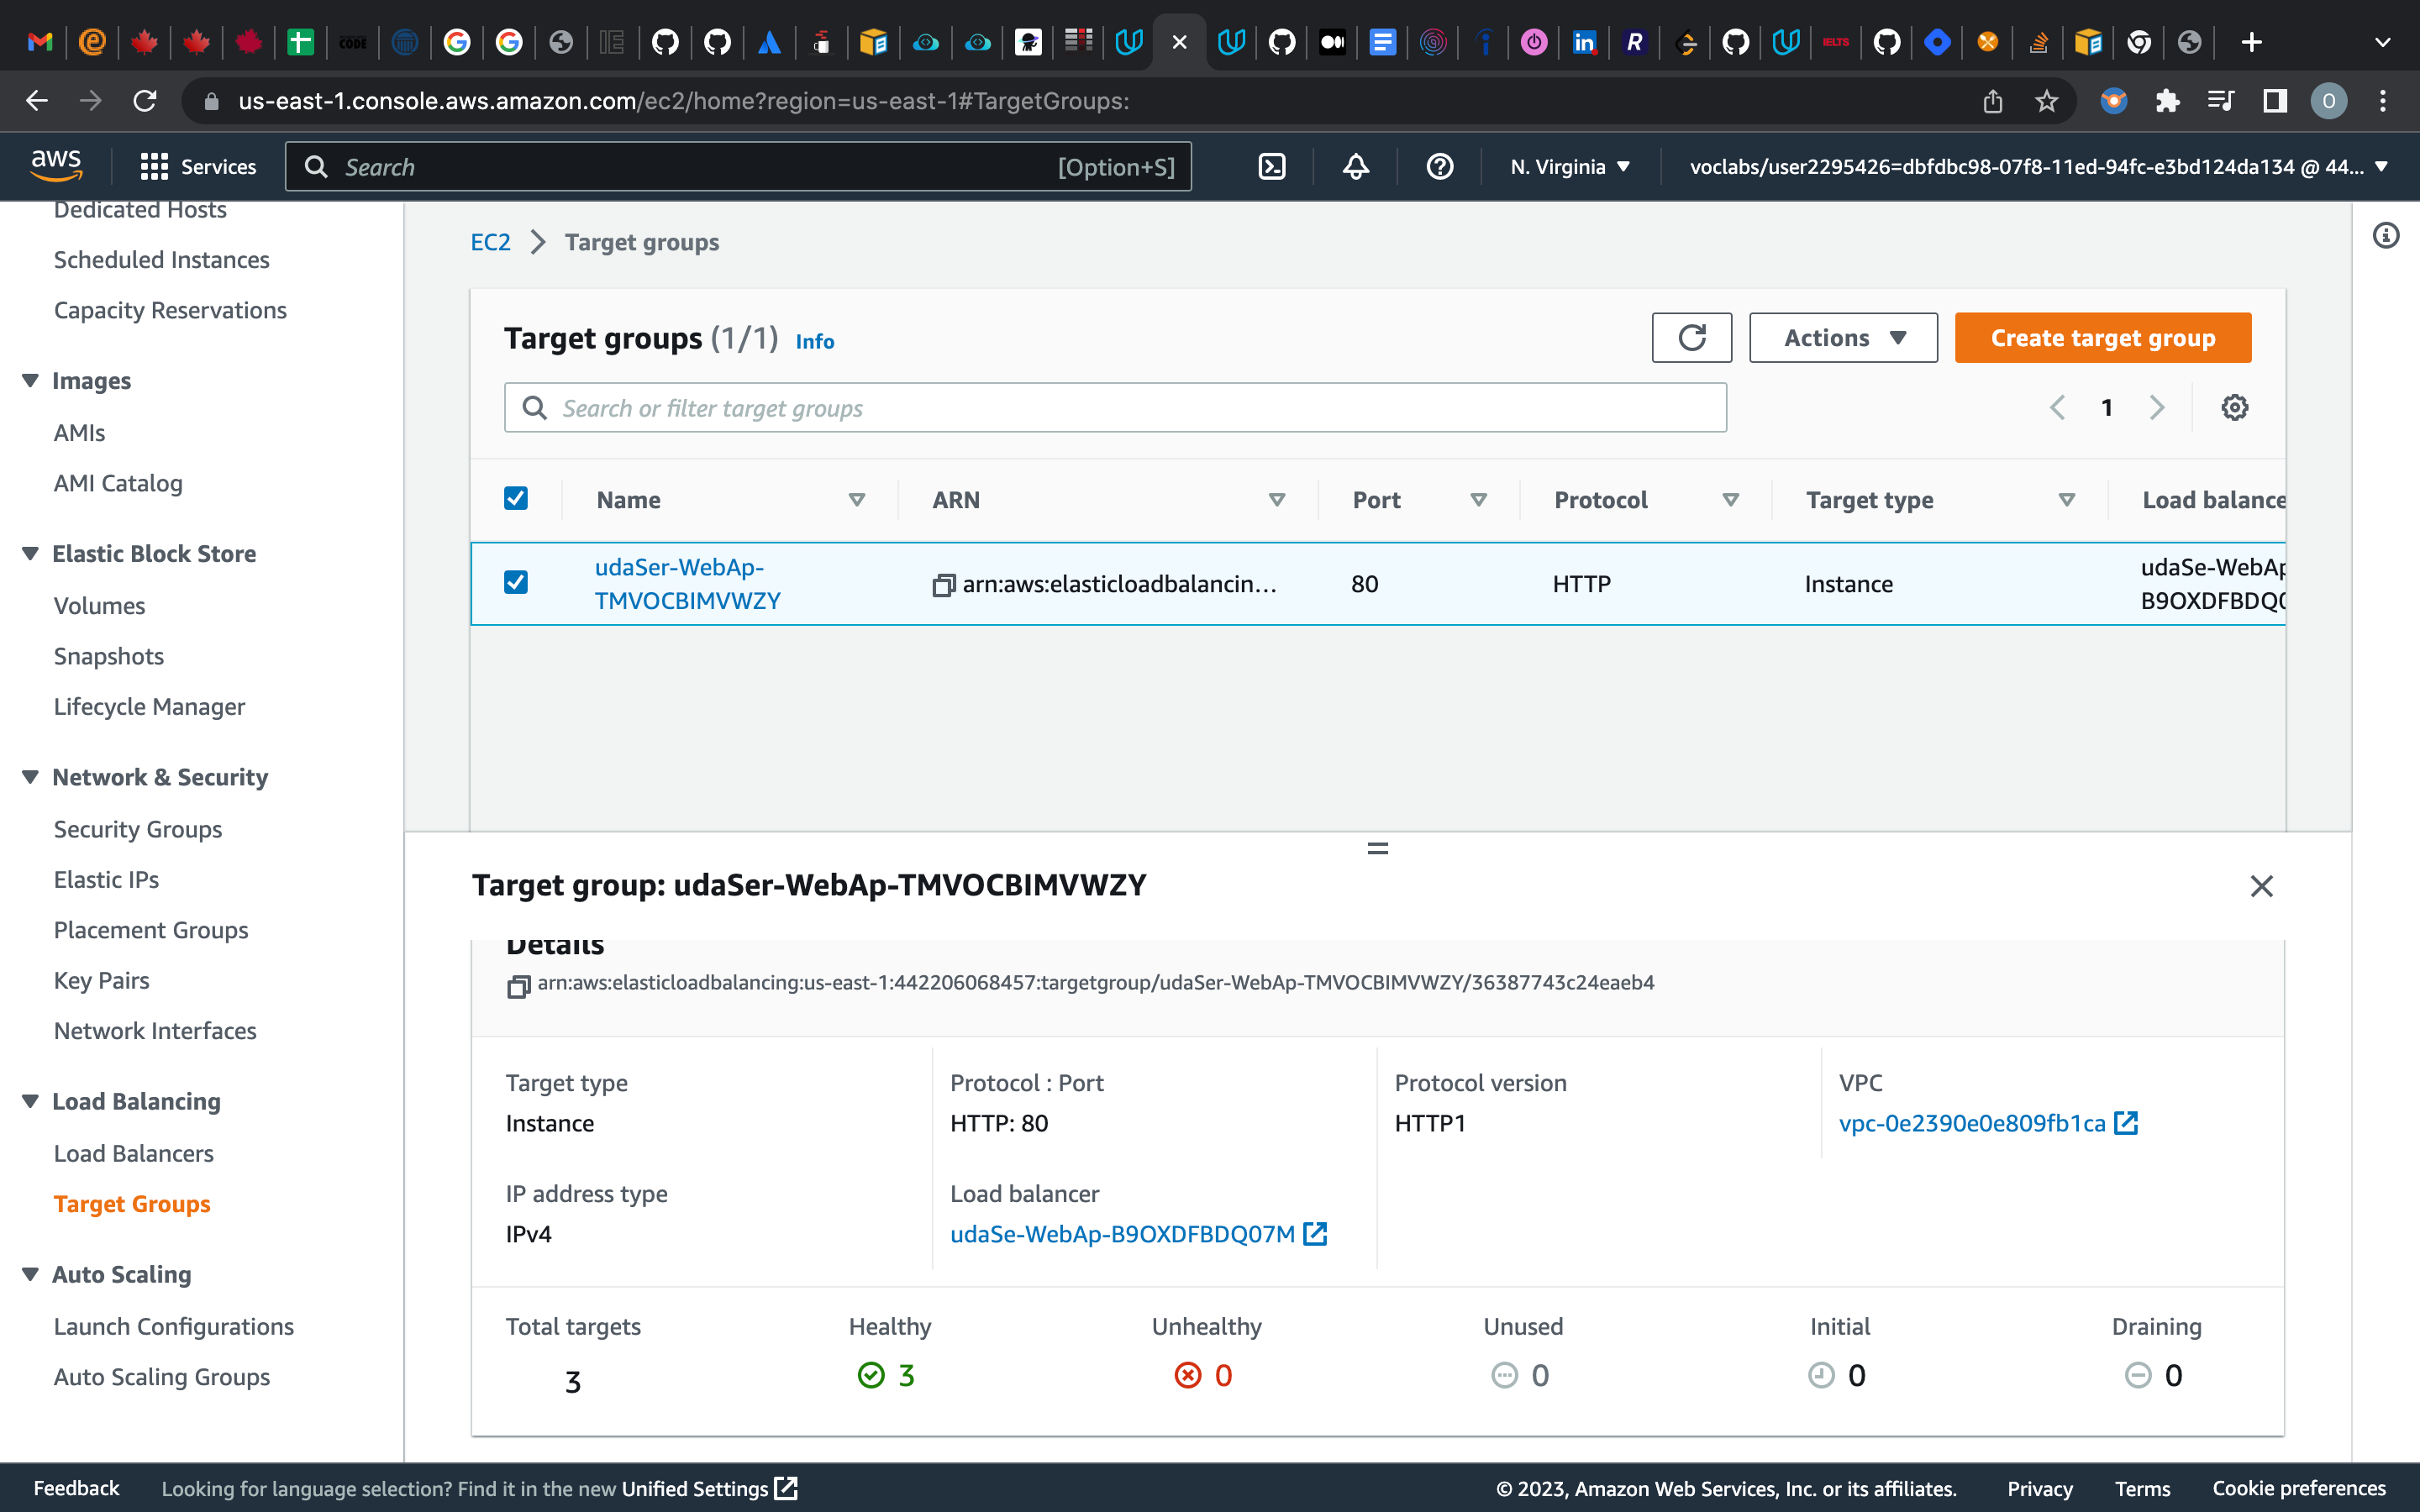 CODE
IE
in
R
IELTS
us-east-1.console.aws.amazon.com/ec2/home?region=us-east-1#TargetGroups:
O
aws
Services
Search
[Option+S]
N. Virginia
voclabs/user2295426=dbfdbc98-07f8-11ed-94fc-e3bd124da134 @ 44...
Dedicated Hosts
Scheduled Instances
Capacity Reservations
Images
AMIs
AMI Catalog
Elastic Block Store
Volumes
Snapshots
Lifecycle Manager
Network & Security
Security Groups
Elastic IPs
Placement Groups
Key Pairs
Network Interfaces
Load Balancing
Load Balancers
Target Groups
Auto Scaling
Launch Configurations
Auto Scaling Groups
EC2 > Target groups
Target groups (1/1) Info
Actions
Create target group
Search or filter target groups
1
Name ARN Port Protocol Target type Load balance
udaSer-WebAp-
TMVOCBIMVWZY
arn:aws:elasticloadbalancin... 80 HTTP Instance
udaSe-WebAp
B9OXDFBDQ0
Target group: udaSer-WebAp-TMVOCBIMVWZY
Details
arn:aws:elasticloadbalancing:us-east-1:442206068457:targetgroup/udaSer-WebAp-TMVOCBIMVWZY/36387743c24eaeb4
Target type
Instance
Protocol : Port
HTTP: 80
Protocol version
HTTP1
VPC
vpc-0e2390e0e809fb1ca
IP address type
IPv4
Load balancer
udaSe-WebAp-B9OXDFBDQ07M
Total targets
3
Healthy
3
Unhealthy
0
Unused
0
Initial
0
Draining
0
Feedback
Looking for language selection? Find it in the new Unified Settings
© 2023, Amazon Web Services, Inc. or its affiliates.
Privacy
Terms
Cookie preferences